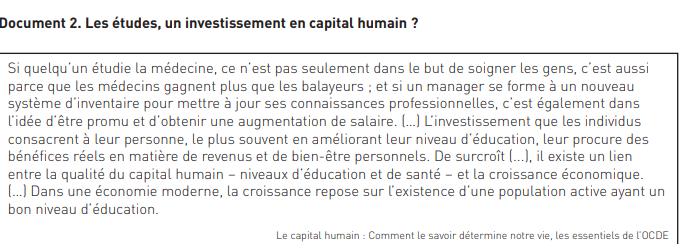 Document 2. Les études, un investissement en capital humain ?
Si quelqu'un étudie la médecine, ce n'est pas seulement dans le but de soigner les gens, c'est aussi
parce que les médecins gagnent plus que les balayeurs ; et si un manager se forme à un nouveau
système d'inventaire pour mettre à jour ses connaissances professionnelles, c'est également dans
l'idée d'être promu et d'obtenir une augmentation de salaire. (…) L'investissement que les individus
consacrent à leur personne, le plus souvent en améliorant leur niveau d'éducation, leur procure des
bénéfices réels en matière de revenus et de bien-être personnels. De surcroît (...), il existe un lien
entre la qualité du capital humain – niveaux d'éducation et de santé – et la croissance économique.
(…) Dans une économie moderne, la croissance repose sur l'existence d'une population active ayant un
bon niveau d'éducation.
Le capital humain : Comment le savoir détermine notre vie, les essentiels de l'OCDE